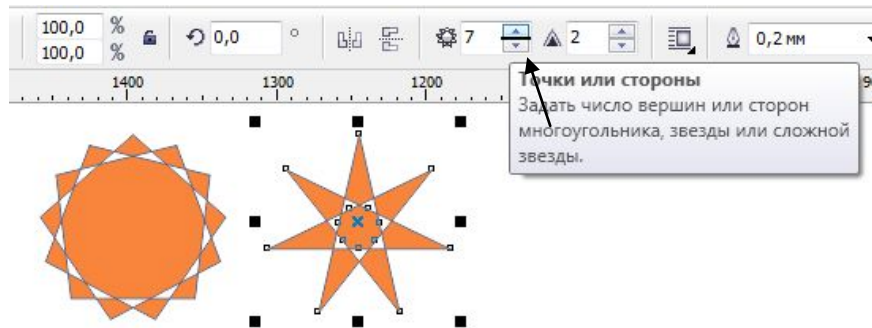 100,0 %
100,0 %
0,0 °
7
2
0,2 мм
1400 1300 1200
Точки или стороны
Задать число вершин или сторон
многоугольника, звезды или сложной
звезды.